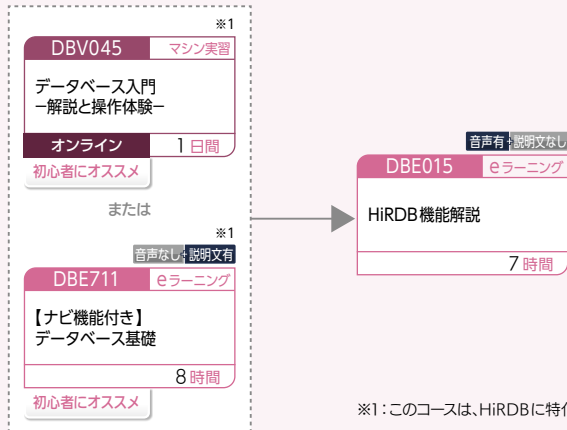 ※1
DBV045 マシン実習
データベース入門
−解説と操作体験−
オンライン 1日間
初心者にオススメ
または
※1
音声なし+説明文有
DBE711 eラーニング
【ナビ機能付き】
データベース基礎
8時間
初心者にオススメ
音声有+説明文なし
DBE015 eラーニング
HiRDB機能解説
7時間
※1：このコースは、HiRDBに特